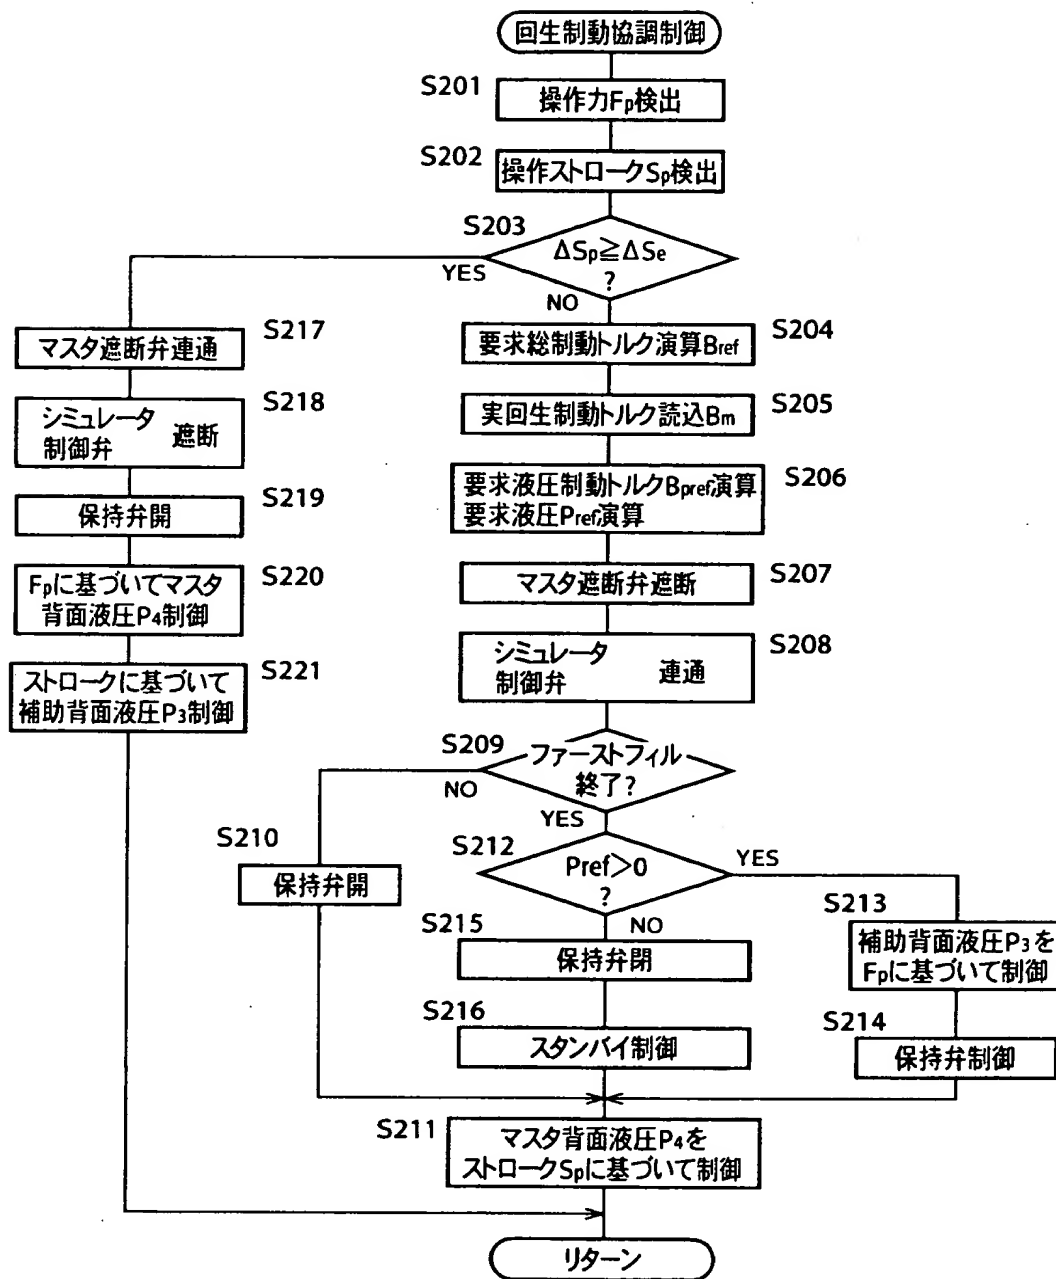 回生制動協調制御
S201
操作力Fp検出
S202
操作ストロークSp検出
S203
ΔSp≧ΔSe
?
YES
NO
S217
マスタ遮断弁連通
S218
シミュレータ
制御弁 遮断
S219
保持弁開
S220
Fpに基づいてマスタ
背面液圧P4制御
S221
ストロークに基づいて
補助背面液圧P3制御
S204
要求総制動トルク演算Bref
S205
実回生制動トルク読込Bm
S206
要求液圧制動トルクBpref演算
要求液圧Pref演算
S207
マスタ遮断弁遮断
S208
シミュレータ
制御弁 連通
S209
ファーストフィル
終了?
NO
YES
S210
保持弁開
S212
Pref>0
?
YES
NO
S213
補助背面液圧P3を
Fpに基づいて制御
S214
保持弁制御
S215
保持弁閉
S216
スタンバイ制御
S211
マスタ背面液圧P4を
ストロークSpに基づいて制御
リターン